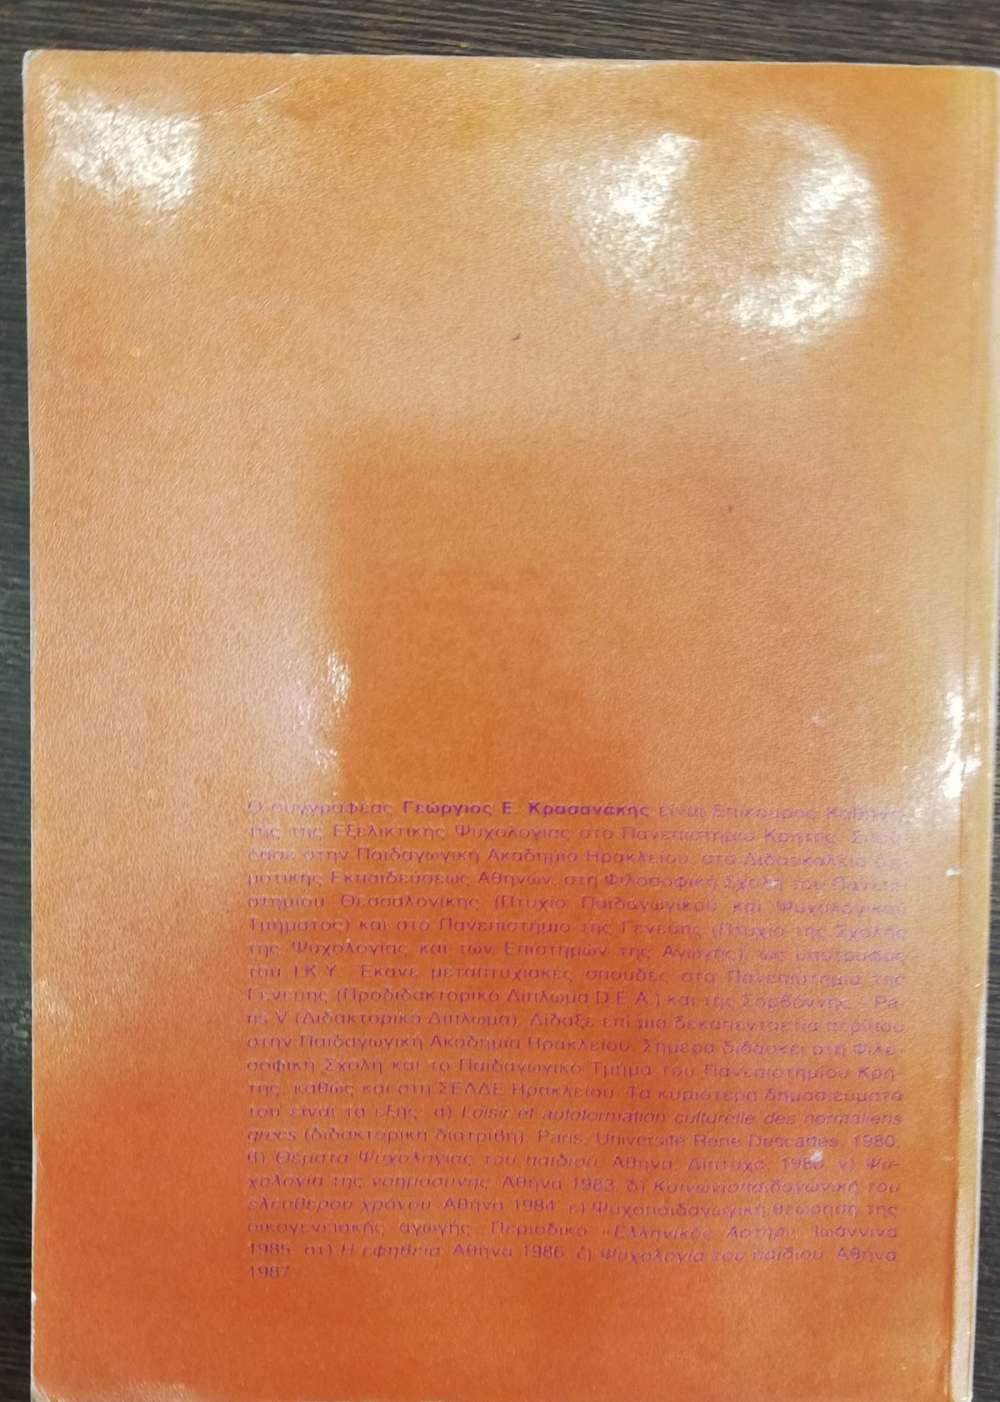 Ο συγγραφέας Γεώργιος Ε. Κρασανάκης είναι Επίκουρος Καθηγη-
τής της Εξελικτικής Ψυχολογίας στο Πανεπιστήμιο Κρήτης. Σπού-
δασε στην Παιδαγωγική Ακαδημία Ηρακλείου, στο Διδασκαλείο Δη-
μοτικής Εκπαιδεύσεως Αθηνών, στη Φιλοσοφική Σχολή του Πανεπι-
στημίου Θεσσαλονίκης (Πτυχίο Παιδαγωγικού και Ψυχολογικού
Τμήματος) και στο Πανεπιστήμιο της Γενεύης (Πτυχίο της Σχολής
της Ψυχολογίας και των Επιστημών της Αγωγής), ως υπότροφος
του Ι.Κ.Υ. Έκανε μεταπτυχιακές σπουδές στο Πανεπιστήμιο της
Γενεύης (Προδιδακτορικό Δίπλωμα D.E.A.) και της Σορβόννης - Pa-
ris V (Διδακτορικό Δίπλωμα). Δίδαξε επί μια δεκαπενταετία περίπου
στην Παιδαγωγική Ακαδημία Ηρακλείου. Σήμερα διδάσκει στη Φιλο-
σοφική Σχολή και το Παιδαγωγικό Τμήμα του Πανεπιστημίου Κρή-
της, καθώς και στη ΣΕΛΔΕ Ηρακλείου. Τα κυριότερα δημοσιεύματά
του είναι τα εξής: α) Loisir et autoformation culturelle des normaliens
grecs (διδακτορική διατριβή), Paris, Université René Descartes, 1980.
β) Θέματα Ψυχολογίας του παιδιού, Αθήνα, Δίπτυχο, γ) Ψυ-
χολογία της νοημοσύνης, Αθήνα 1983. δ) Κοινωνιοπαιδαγωγική του
ελεύθερου χρόνου, Αθήνα 1984. ε) Ψυχοπαιδαγωγική θεώρηση της
οικογενειακής αγωγής, Περιοδικό «Ελληνικός Αστήρ», Ιωάννινα
1985. στ) Η εφηβεία, Αθήνα 1986. ζ) Ψυχολογία του παιδιού, Αθήνα
1987.